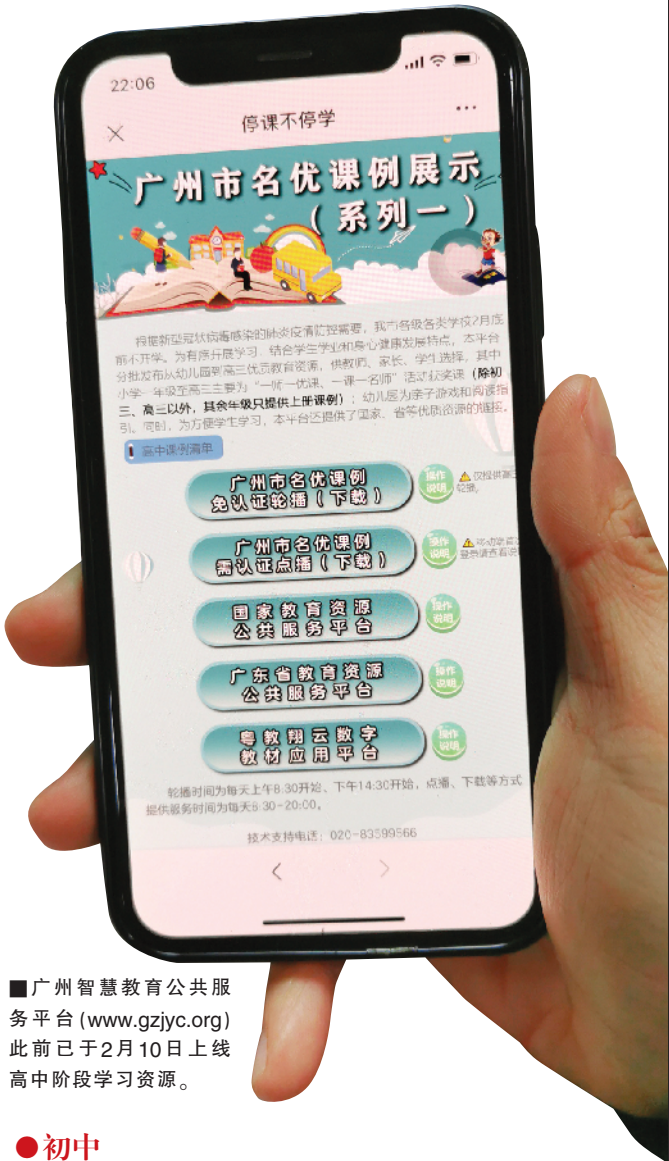 22:06
停课不停学
广州市名优课例展示
（系列一）
根据新型冠状病毒感染的肺炎疫情防控需要，我市各级各类学校2月底
前不开学。为有序开展学习，结合学生学业和身心健康发展特点，本平台
分批发布从幼儿园到高三优质教育资源，供教师、家长、学生选择，其中
小学一年级至高三主要为“一师一优课、一课一名师”活动获奖课（除初
三、高三以外，其余年级只提供上册课例）；幼儿园为亲子游戏和阅读指
引。同时，为方便学生学习，本平台还提供了国家、省等优质资源的链接。
高中课例清单
广州市名优课例
免认证轮播（下载）
操作
说明
仅提供高三
轮播。
广州市名优课例
需认证点播（下载）
操作
说明
登录请查看说
国家教育资源
公共服务平台
操作
说明
广东省教育资源
公共服务平台
操作
说明
粤教翔云数字
教材应用平台
操作
说明
轮播时间为每天上午8:30开始、下午14:30开始，点播、下载等方式
提供服务时间为每天8:30-20:00。
技术支持电话：020-83599566
■广州智慧教育公共服
务平台(www.gzjyc.org)
此前已于2月10日上线
高中阶段学习资源。
●初中